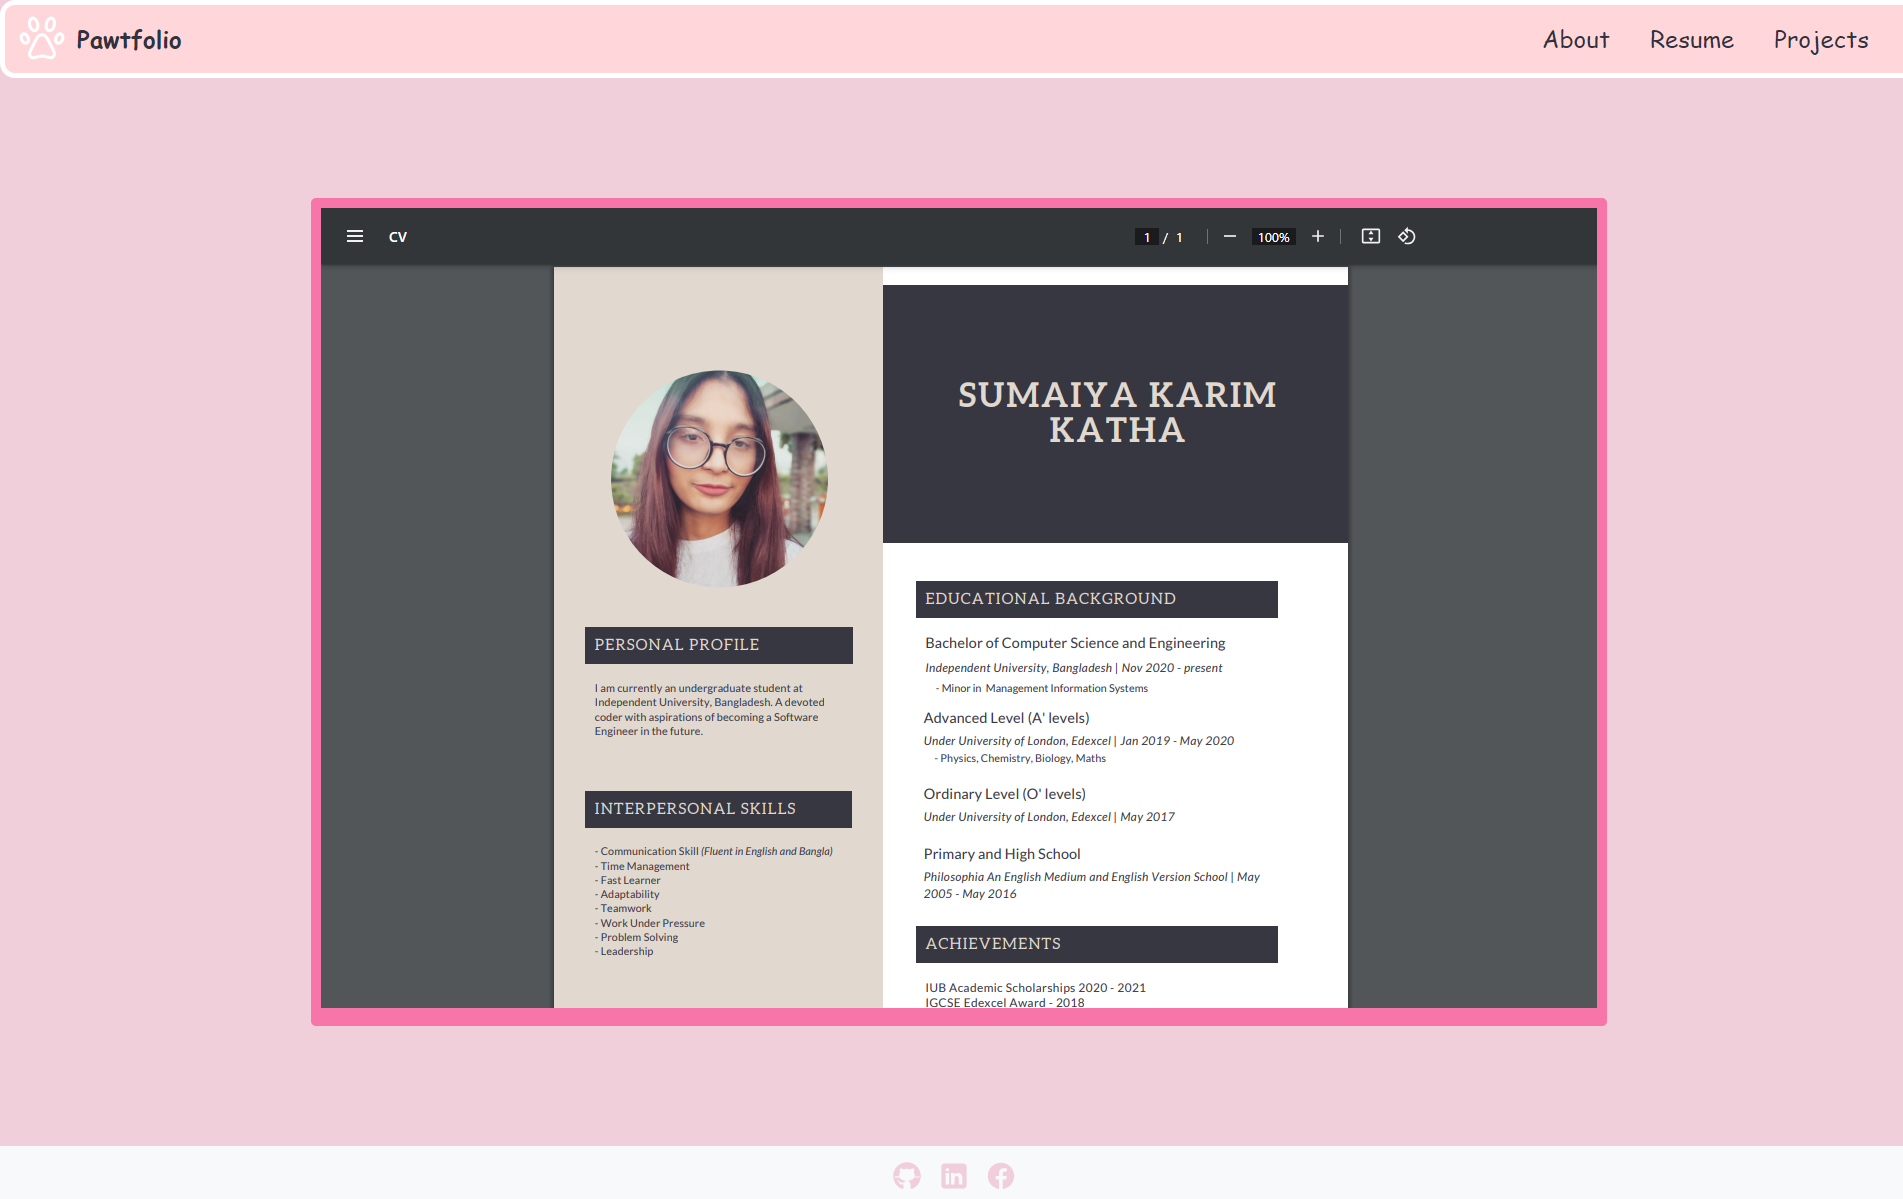 Pawtfolio
About Resume Projects
CV
1 / 1
100%
SUMAIYA KARIM
KATHA
PERSONAL PROFILE
I am currently an undergraduate student at
Independent University, Bangladesh. A devoted
coder with aspirations of becoming a Software
Engineer in the future.
INTERPERSONAL SKILLS
- Communication Skill (Fluent in English and Bangla)
- Time Management
- Fast Learner
- Adaptability
- Teamwork
- Work Under Pressure
- Problem Solving
- Leadership
EDUCATIONAL BACKGROUND
Bachelor of Computer Science and Engineering
Independent University, Bangladesh | Nov 2020 - present
- Minor in Management Information Systems
Advanced Level (A' levels)
Under University of London, Edexcel | Jan 2019 - May 2020
- Physics, Chemistry, Biology, Maths
Ordinary Level (O' levels)
Under University of London, Edexcel | May 2017
Primary and High School
Philosophia An English Medium and English Version School | May
2005 - May 2016
ACHIEVEMENTS
IUB Academic Scholarships 2020 - 2021
IGCSE Edexcel Award - 2018
in